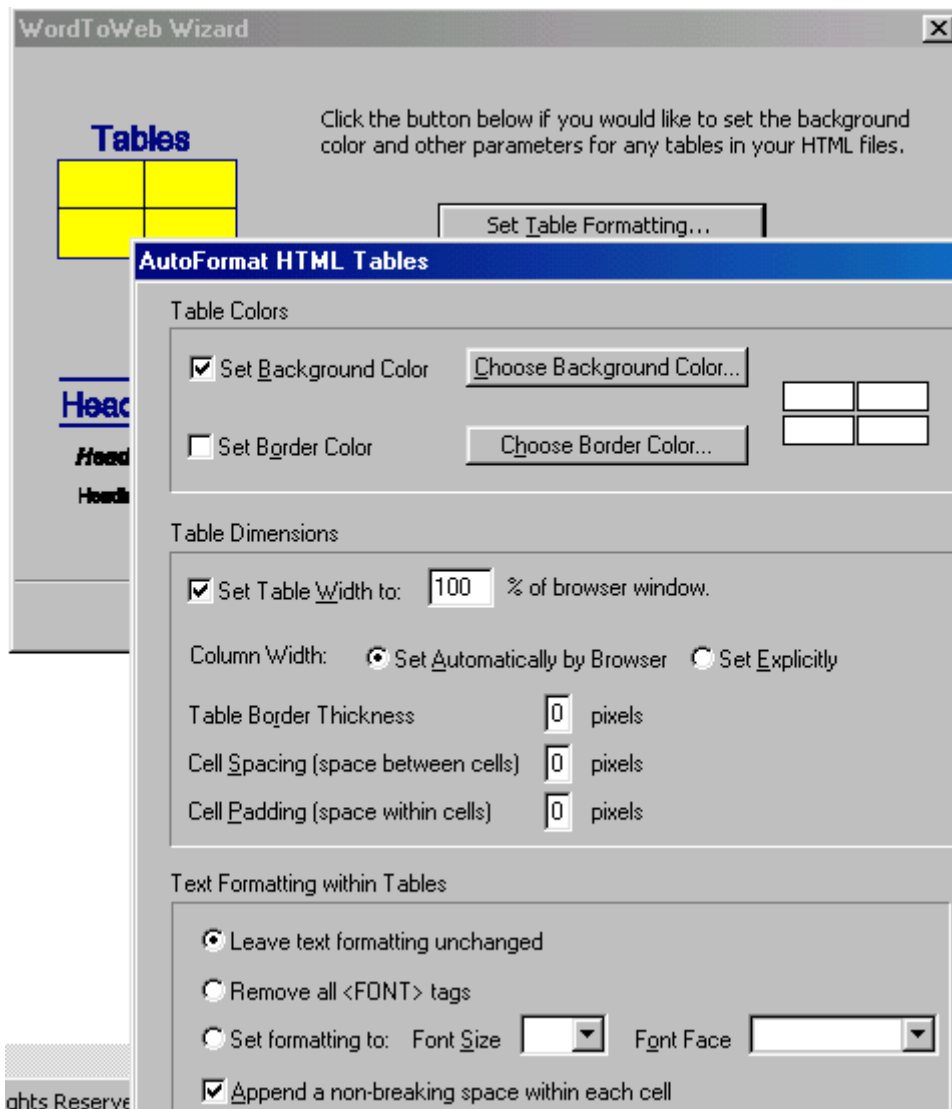 WordToWeb Wizard
Tables
Click the button below if you would like to set the background
color and other parameters for any tables in your HTML files.
Set Table Formatting...
AutoFormat HTML Tables
Table Colors
Set Background Color
Choose Background Color...
Set Border Color
Choose Border Color...
Head
Head
Headi
Table Dimensions
Set Table Width to: 100 % of browser window.
Column Width: Set Automatically by Browser Set Explicitly
Table Border Thickness 0 pixels
Cell Spacing (space between cells) 0 pixels
Cell Padding (space within cells) 0 pixels
Text Formatting within Tables
Leave text formatting unchanged
Remove all <FONT> tags
Set formatting to: Font Size Font Face
Append a non-breaking space within each cell
ghts Reserve